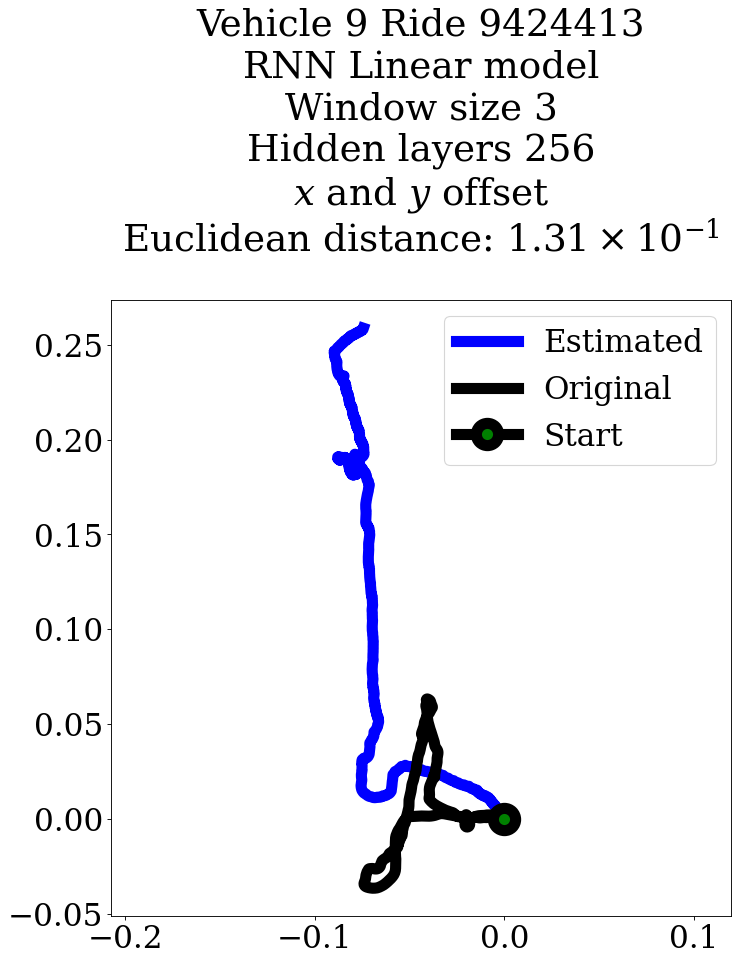 Vehicle 9 Ride 9424413
RNN Linear model
Window size 3
Hidden layers 256
x and y offset
Euclidean distance: 1.31 × 10⁻¹
Estimated
Original
Start
0.25
0.20
0.15
0.10
0.05
0.00
−0.05
−0.2
−0.1
0.0
0.1